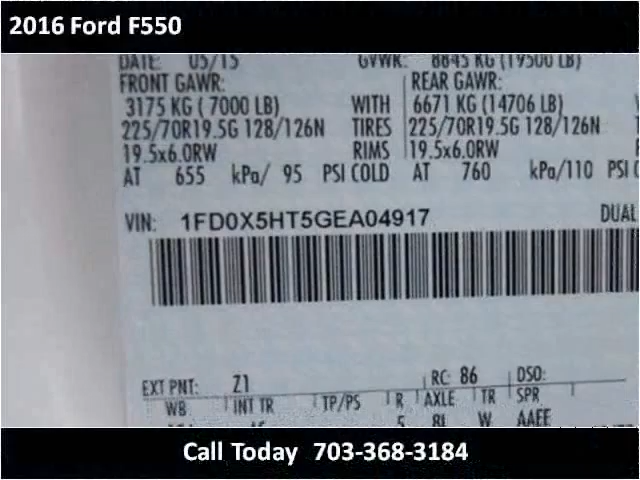 2016 Ford F550
DATE: 05/15 GVWR: 8845 KG (19500 LB)
FRONT GAWR: REAR GAWR:
3175 KG ( 7000 LB) WITH 6671 KG (14706 LB)
225/70R19.5G 128/126N TIRES 225/70R19.5G 128/126N
19.5x6.0RW RIMS 19.5x6.0RW
AT 655 kPa/ 95 PSI COLD AT 760 kPa/110 PSI
VIN: 1FD0X5HT5GEA04917 DUAL
EXT PNT: Z1 RC: 86 DSO:
WB INT TR TP/PS R AXLE TR SPR
W AAEE
Call Today 703-368-3184